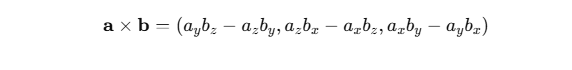 𝐚 × 𝐛 = (a_y b_z − a_z b_y, a_z b_x − a_x b_z, a_x b_y − a_y b_x)